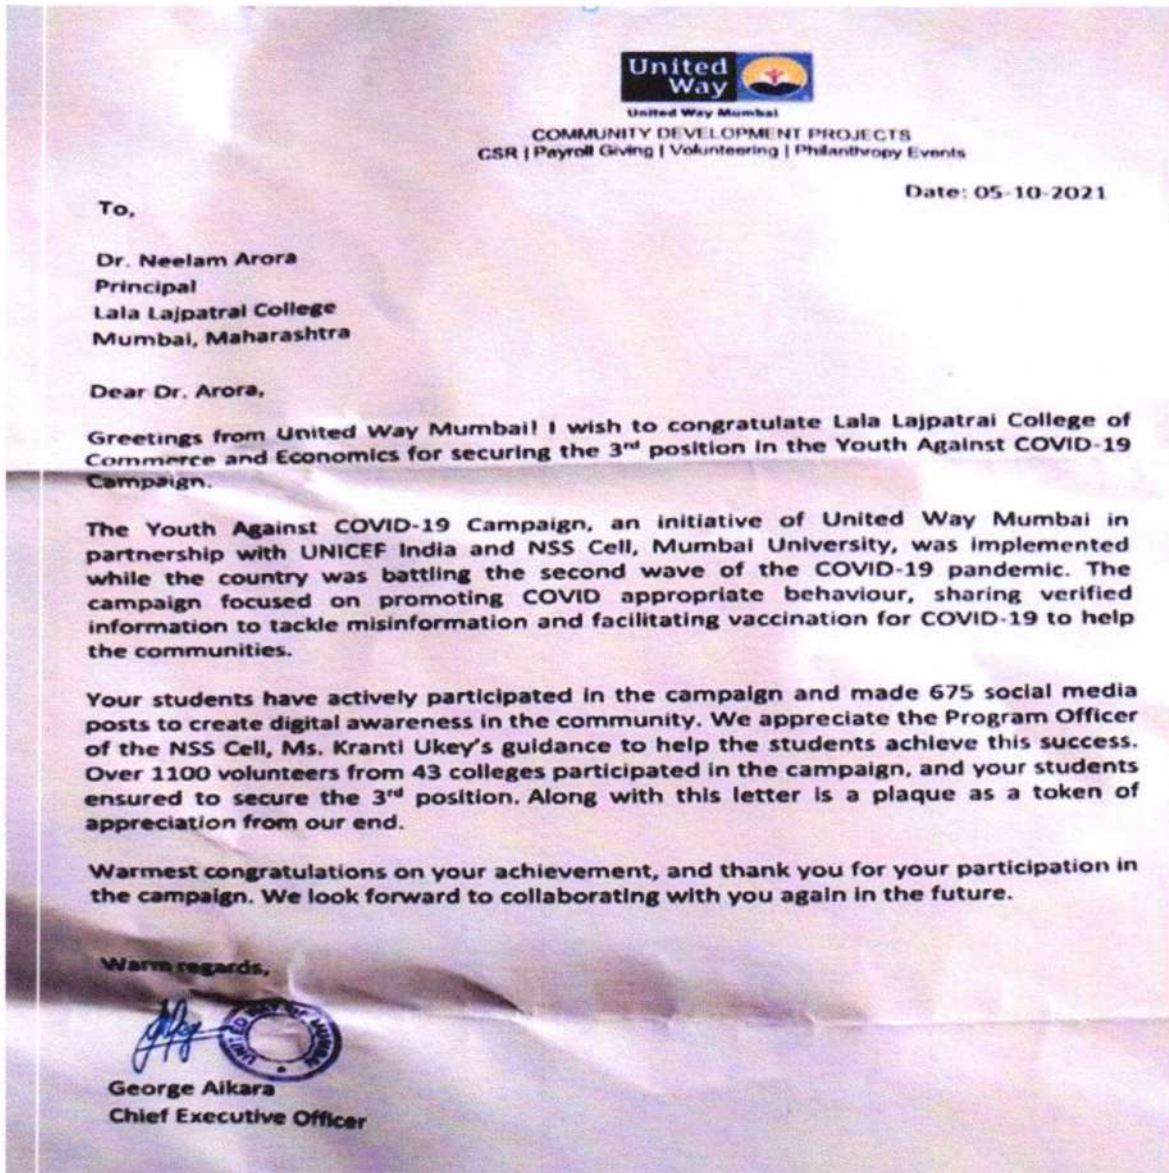 United
Way
United Way Mumbai
COMMUNITY DEVELOPMENT PROJECTS
CSR | Payroll Giving | Volunteering | Philanthropy Events
Date: 05-10-2021
To,
Dr. Neelam Arora
Principal
Lala Lajpatrai College
Mumbai, Maharashtra
Dear Dr. Arora,
Greetings from United Way Mumbai! I wish to congratulate Lala Lajpatrai College of
Commerce and Economics for securing the 3rd position in the Youth Against COVID-19
Campaign.
The Youth Against COVID-19 Campaign, an initiative of United Way Mumbai in
partnership with UNICEF India and NSS Cell, Mumbai University, was implemented
while the country was battling the second wave of the COVID-19 pandemic. The
campaign focused on promoting COVID appropriate behaviour, sharing verified
information to tackle misinformation and facilitating vaccination for COVID-19 to help
the communities.
Your students have actively participated in the campaign and made 675 social media
posts to create digital awareness in the community. We appreciate the Program Officer
of the NSS Cell, Ms. Kranti Ukey's guidance to help the students achieve this success.
Over 1100 volunteers from 43 colleges participated in the campaign, and your students
ensured to secure the 3rd position. Along with this letter is a plaque as a token of
appreciation from our end.
Warmest congratulations on your achievement, and thank you for your participation in
the campaign. We look forward to collaborating with you again in the future.
Warm regards,
UNITED WAY OF MUMBAI
George Aikara
Chief Executive Officer